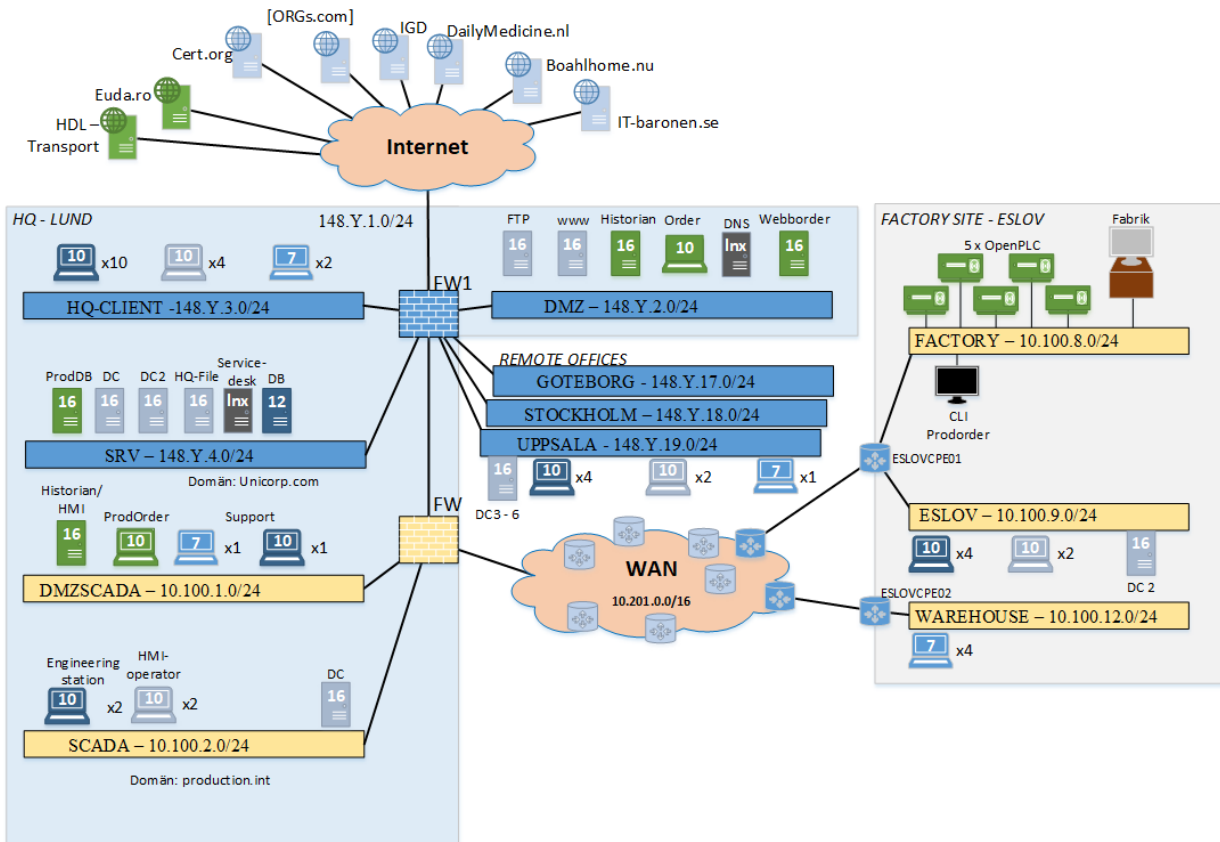 [ORGs.com]
IGD
DailyMedicine.nl
Cert.org
Boahlhome.nu
Euda.ro
IT-baronen.se
HDL –
Transport
Internet
HQ - LUND
148.Y.1.0/24
10
x10
10
x4
7
x2
HQ-CLIENT -148.Y.3.0/24
FW1
FTP
www
Historian
Order
DNS
Webborder
16
16
16
10
lnx
16
DMZ – 148.Y.2.0/24
ProdDB
DC
DC2
HQ-File
Service-
desk
DB
16
16
16
16
lnx
12
SRV – 148.Y.4.0/24
Domän: Unicorp.com
REMOTE OFFICES
GOTEBORG - 148.Y.17.0/24
STOCKHOLM – 148.Y.18.0/24
UPPSALA - 148.Y.19.0/24
16
10
x4
10
x2
7
x1
DC3 - 6
Historian/
HMI
ProdOrder
Support
16
10
7
x1
10
x1
FW
DMZSCADA – 10.100.1.0/24
WAN
10.201.0.0/16
Engineering
station
HMI-
operator
DC
10
x2
10
x2
16
SCADA – 10.100.2.0/24
Domän: production.int
FACTORY SITE - ESLOV
Fabrik
5 x OpenPLC
FACTORY – 10.100.8.0/24
CLI
Prodorder
ESLOVCPE01
ESLOV – 10.100.9.0/24
10
x4
10
x2
16
DC 2
ESLOVCPE02
WAREHOUSE – 10.100.12.0/24
7
x4